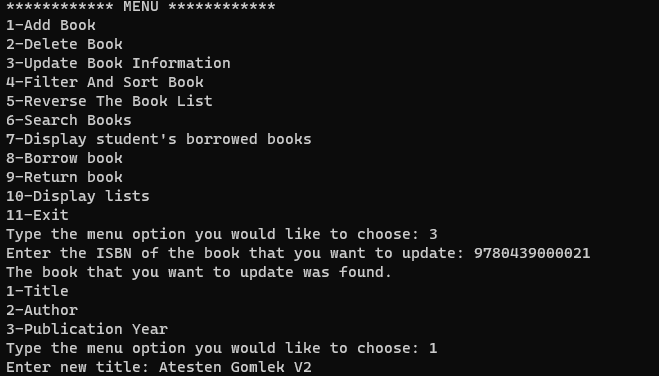 ************ MENU ************
1-Add Book
2-Delete Book
3-Update Book Information
4-Filter And Sort Book
5-Reverse The Book List
6-Search Books
7-Display student's borrowed books
8-Borrow book
9-Return book
10-Display lists
11-Exit
Type the menu option you would like to choose: 3
Enter the ISBN of the book that you want to update: 9780439000021
The book that you want to update was found.
1-Title
2-Author
3-Publication Year
Type the menu option you would like to choose: 1
Enter new title: Atesten Gomlek V2